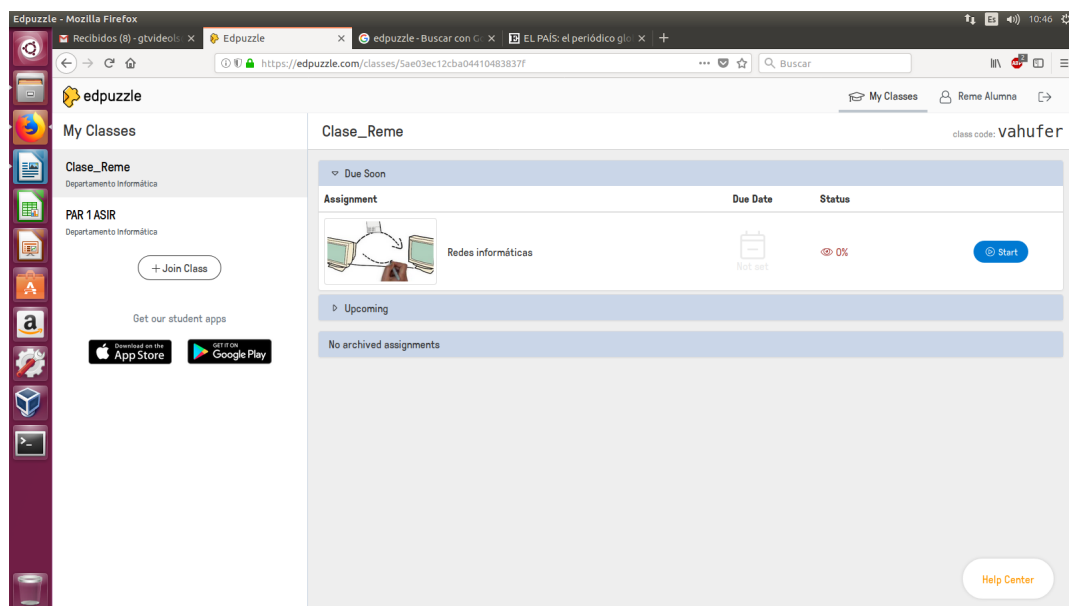 Edpuzzle - Mozilla Firefox
Es
10:46
Recibidos (8) - gtvideols
Edpuzzle
edpuzzle - Buscar con G
EL PAÍS: el periódico glo
https://edpuzzle.com/classes/5ae03ec12cba04410483837f
Buscar
edpuzzle
My Classes
Reme Alumna
My Classes
Clase_Reme
class code: vahufer
Clase_Reme
Departamento Informática
PAR 1 ASIR
Departamento Informática
+ Join Class
Get our student apps
Download on the
App Store
GET IT ON
Google Play
Due Soon
Assignment
Due Date
Status
Redes informáticas
Not set
0%
Start
Upcoming
No archived assignments
Help Center